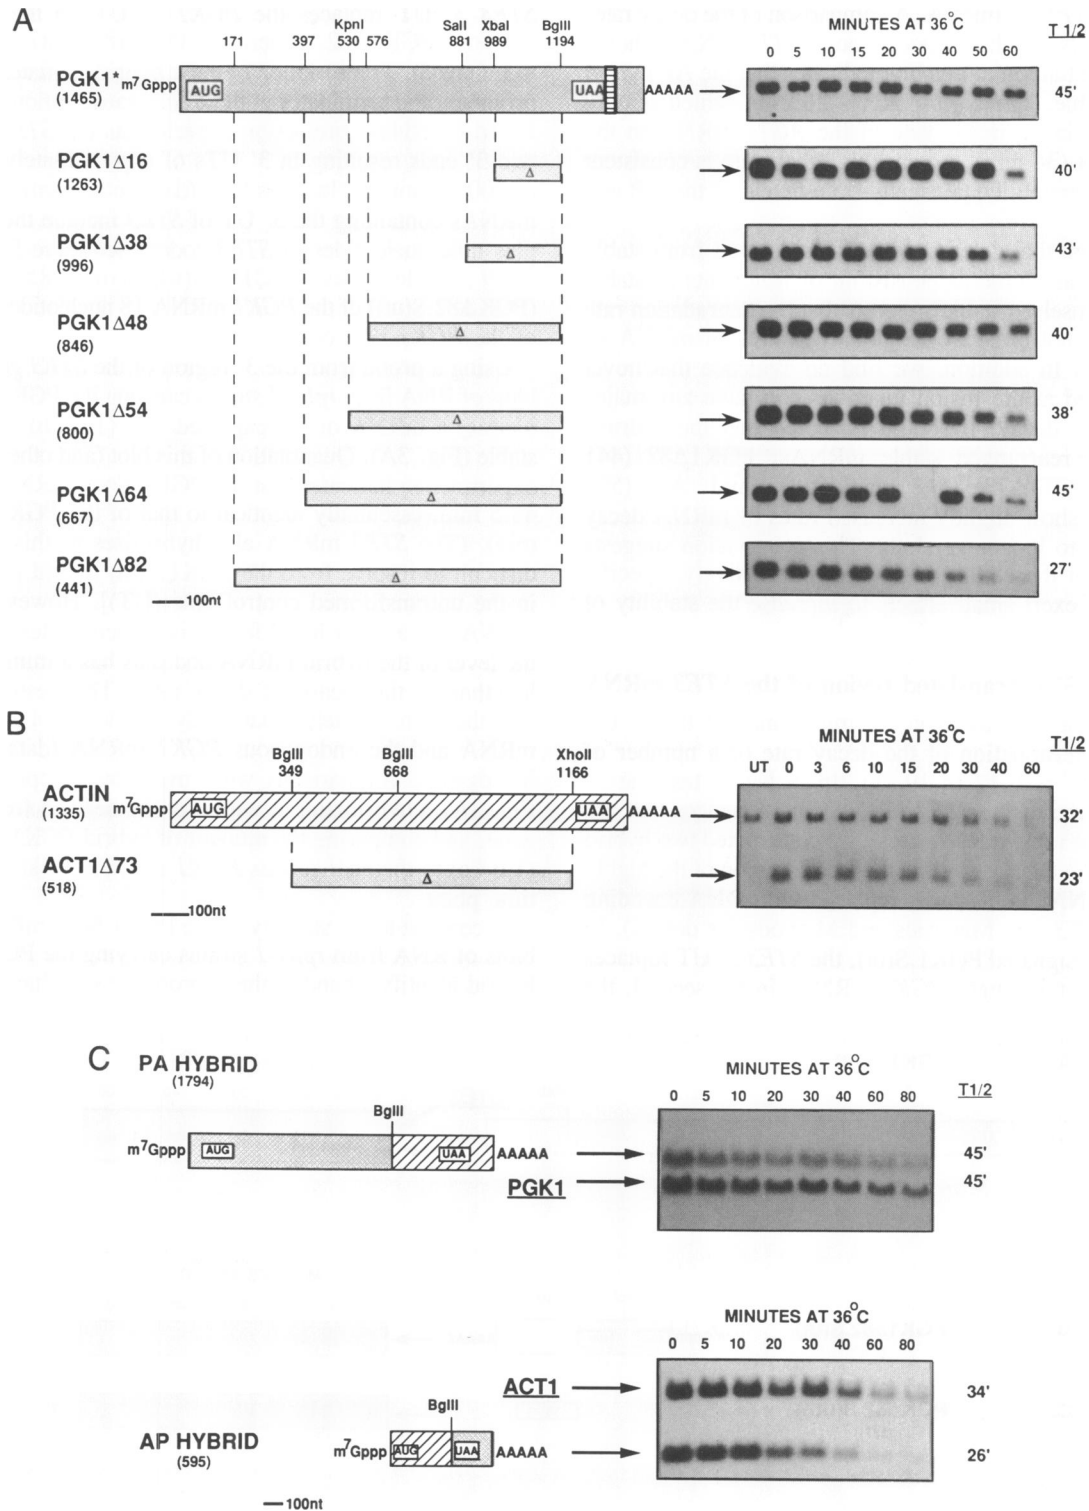 A
KpnI SalI XbaI BglII
171 397 530 576 881 989 1194
MINUTES AT 36°C
T 1/2
0 5 10 15 20 30 40 50 60
PGK1* m7Gppp AUG UAA AAAAA 45'
(1465)
PGK1Δ16 Δ 40'
(1263)
PGK1Δ38 Δ 43'
(996)
PGK1Δ48 Δ 40'
(846)
PGK1Δ54 Δ 38'
(800)
PGK1Δ64 Δ 45'
(667)
PGK1Δ82 Δ 27'
(441)
100nt
B
BglII BglII XhoII
349 668 1166
MINUTES AT 36°C
T1/2
UT 0 3 6 10 15 20 30 40 60
ACTIN m7Gppp AUG UAA AAAAA 32'
(1335)
ACT1Δ73 Δ 23'
(518)
100nt
C
PA HYBRID
(1794)
MINUTES AT 36°C
T1/2
0 5 10 20 30 40 60 80
BglII
m7Gppp AUG UAA AAAAA 45'
PGK1 45'
MINUTES AT 36°C
0 5 10 20 30 40 60 80
ACT1 34'
BglII
AP HYBRID m7Gppp AUG UAA AAAAA 26'
(595)
100nt